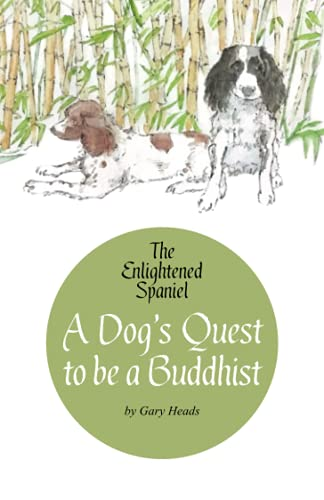 The
Enlightened
Spaniel
A Dog's Quest
to be a Buddhist
by Gary Heads